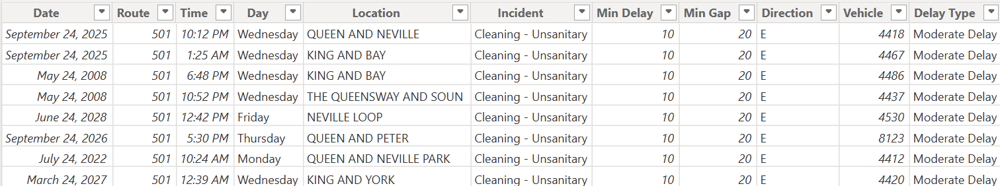 Date Route Time Day Location Incident Min Delay Min Gap Direction Vehicle Delay Type
September 24, 2025 501 10:12 PM Wednesday QUEEN AND NEVILLE Cleaning - Unsanitary 10 20 E 4418 Moderate Delay
September 24, 2025 501 1:25 AM Wednesday KING AND BAY Cleaning - Unsanitary 10 20 E 4467 Moderate Delay
May 24, 2008 501 6:48 PM Wednesday KING AND BAY Cleaning - Unsanitary 10 20 E 4486 Moderate Delay
May 24, 2008 501 10:52 PM Wednesday THE QUEENSWAY AND SOUN Cleaning - Unsanitary 10 20 E 4437 Moderate Delay
June 24, 2028 501 12:42 PM Friday NEVILLE LOOP Cleaning - Unsanitary 10 20 E 4530 Moderate Delay
September 24, 2026 501 5:30 PM Thursday QUEEN AND PETER Cleaning - Unsanitary 10 20 E 8123 Moderate Delay
July 24, 2022 501 10:24 AM Monday QUEEN AND NEVILLE PARK Cleaning - Unsanitary 10 20 E 4412 Moderate Delay
March 24, 2027 501 12:39 AM Wednesday KING AND YORK Cleaning - Unsanitary 10 20 E 4420 Moderate Delay